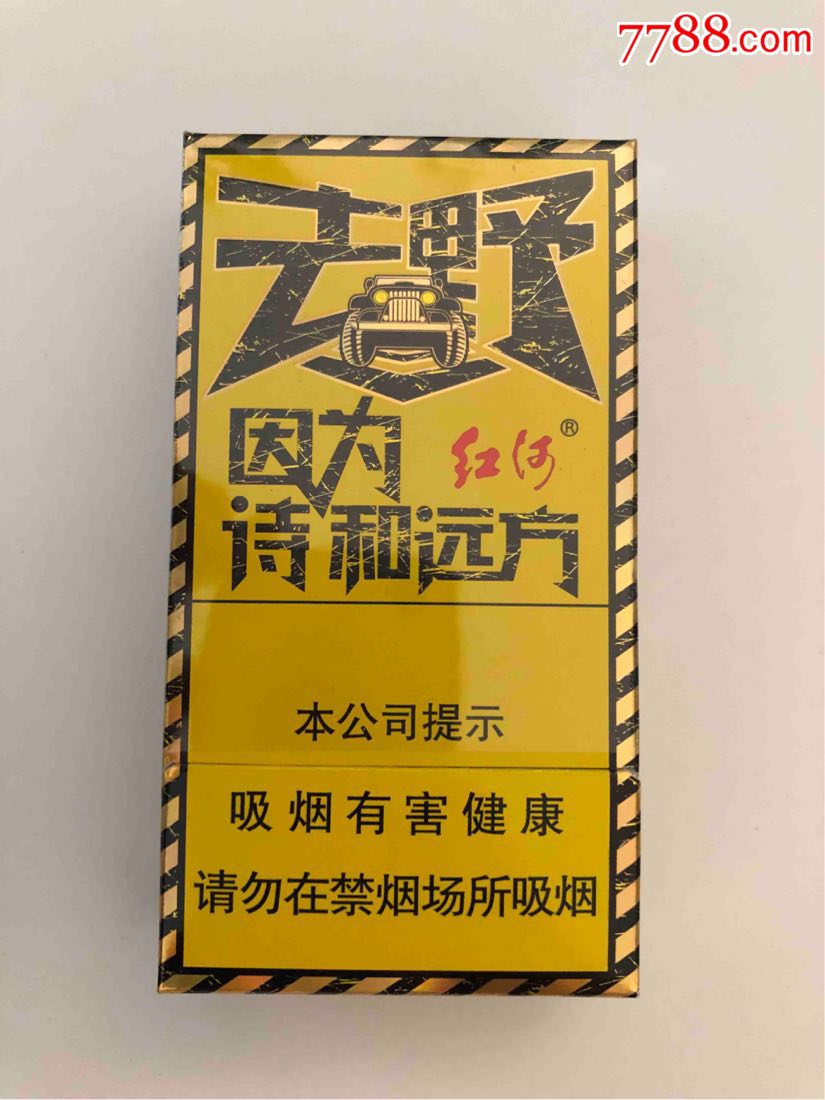 7788.com
去野
因为 红河®
诗和远方
本公司提示
吸烟有害健康
请勿在禁烟场所吸烟